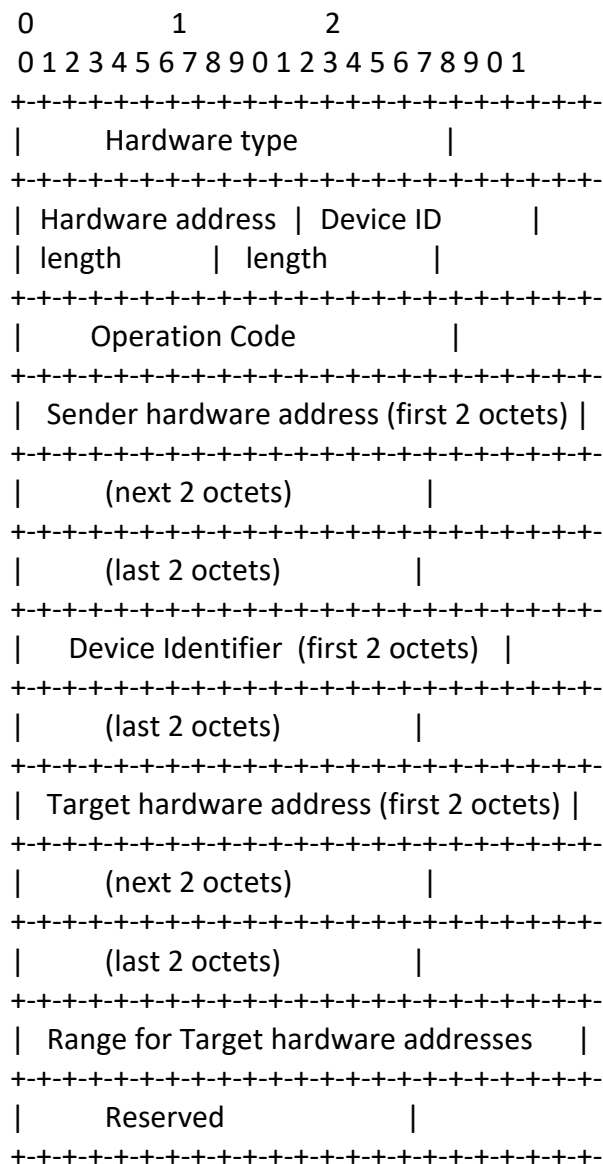 0 1 2
0 1 2 3 4 5 6 7 8 9 0 1 2 3 4 5 6 7 8 9 0 1
+-+-+-+-+-+-+-+-+-+-+-+-+-+-+-+-+-+-+-+-+-+-+-
| Hardware type |
+-+-+-+-+-+-+-+-+-+-+-+-+-+-+-+-+-+-+-+-+-+-+-
| Hardware address | Device ID |
| length | length |
+-+-+-+-+-+-+-+-+-+-+-+-+-+-+-+-+-+-+-+-+-+-+-
| Operation Code |
+-+-+-+-+-+-+-+-+-+-+-+-+-+-+-+-+-+-+-+-+-+-+-
| Sender hardware address (first 2 octets) |
+-+-+-+-+-+-+-+-+-+-+-+-+-+-+-+-+-+-+-+-+-+-+-
| (next 2 octets) |
+-+-+-+-+-+-+-+-+-+-+-+-+-+-+-+-+-+-+-+-+-+-+-
| (last 2 octets) |
+-+-+-+-+-+-+-+-+-+-+-+-+-+-+-+-+-+-+-+-+-+-+-
| Device Identifier (first 2 octets) |
+-+-+-+-+-+-+-+-+-+-+-+-+-+-+-+-+-+-+-+-+-+-+-
| (last 2 octets) |
+-+-+-+-+-+-+-+-+-+-+-+-+-+-+-+-+-+-+-+-+-+-+-
| Target hardware address (first 2 octets) |
+-+-+-+-+-+-+-+-+-+-+-+-+-+-+-+-+-+-+-+-+-+-+-
| (next 2 octets) |
+-+-+-+-+-+-+-+-+-+-+-+-+-+-+-+-+-+-+-+-+-+-+-
| (last 2 octets) |
+-+-+-+-+-+-+-+-+-+-+-+-+-+-+-+-+-+-+-+-+-+-+-
| Range for Target hardware addresses |
+-+-+-+-+-+-+-+-+-+-+-+-+-+-+-+-+-+-+-+-+-+-+-
| Reserved |
+-+-+-+-+-+-+-+-+-+-+-+-+-+-+-+-+-+-+-+-+-+-+-